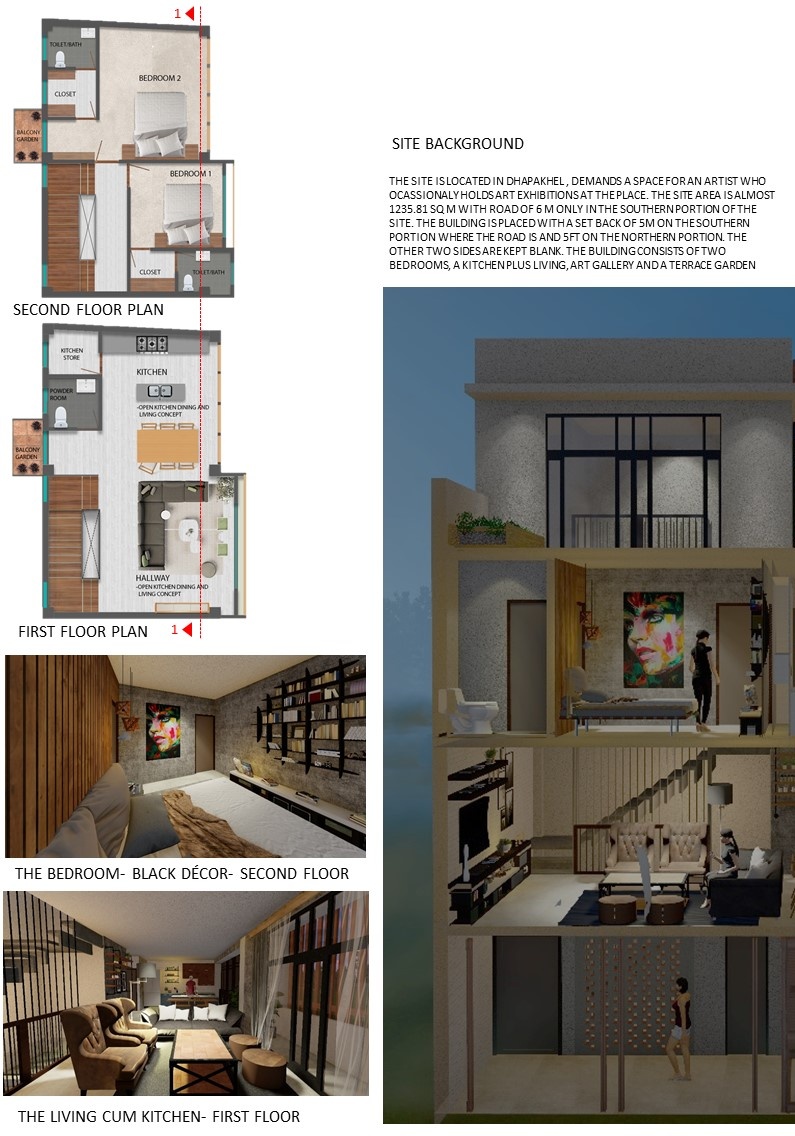 1
TOILET/BATH
BEDROOM 2
CLOSET
BALCONY
GARDEN
BEDROOM 1
CLOSET
TOILET/BATH
SECOND FLOOR PLAN
KITCHEN
STORE
KITCHEN
POWDER
ROOM
-OPEN KITCHEN DINING AND
LIVING CONCEPT
BALCONY
GARDEN
HALLWAY
-OPEN KITCHEN DINING AND
LIVING CONCEPT
FIRST FLOOR PLAN
1
THE BEDROOM- BLACK DÉCOR- SECOND FLOOR
THE LIVING CUM KITCHEN- FIRST FLOOR
SITE BACKGROUND
THE SITE IS LOCATED IN DHAPAKHEL , DEMANDS A SPACE FOR AN ARTIST WHO
OCASSIONALY HOLDS ART EXHIBITIONS AT THE PLACE. THE SITE AREA IS ALMOST
1235.81 SQ M WITH ROAD OF 6 M ONLY IN THE SOUTHERN PORTION OF THE
SITE. THE BUILDING IS PLACED WITH A SET BACK OF 5M ON THE SOUTHERN
PORTION WHERE THE ROAD IS AND 5FT ON THE NORTHERN PORTION. THE
OTHER TWO SIDES ARE KEPT BLANK. THE BUILDING CONSISTS OF TWO
BEDROOMS, A KITCHEN PLUS LIVING, ART GALLERY AND A TERRACE GARDEN